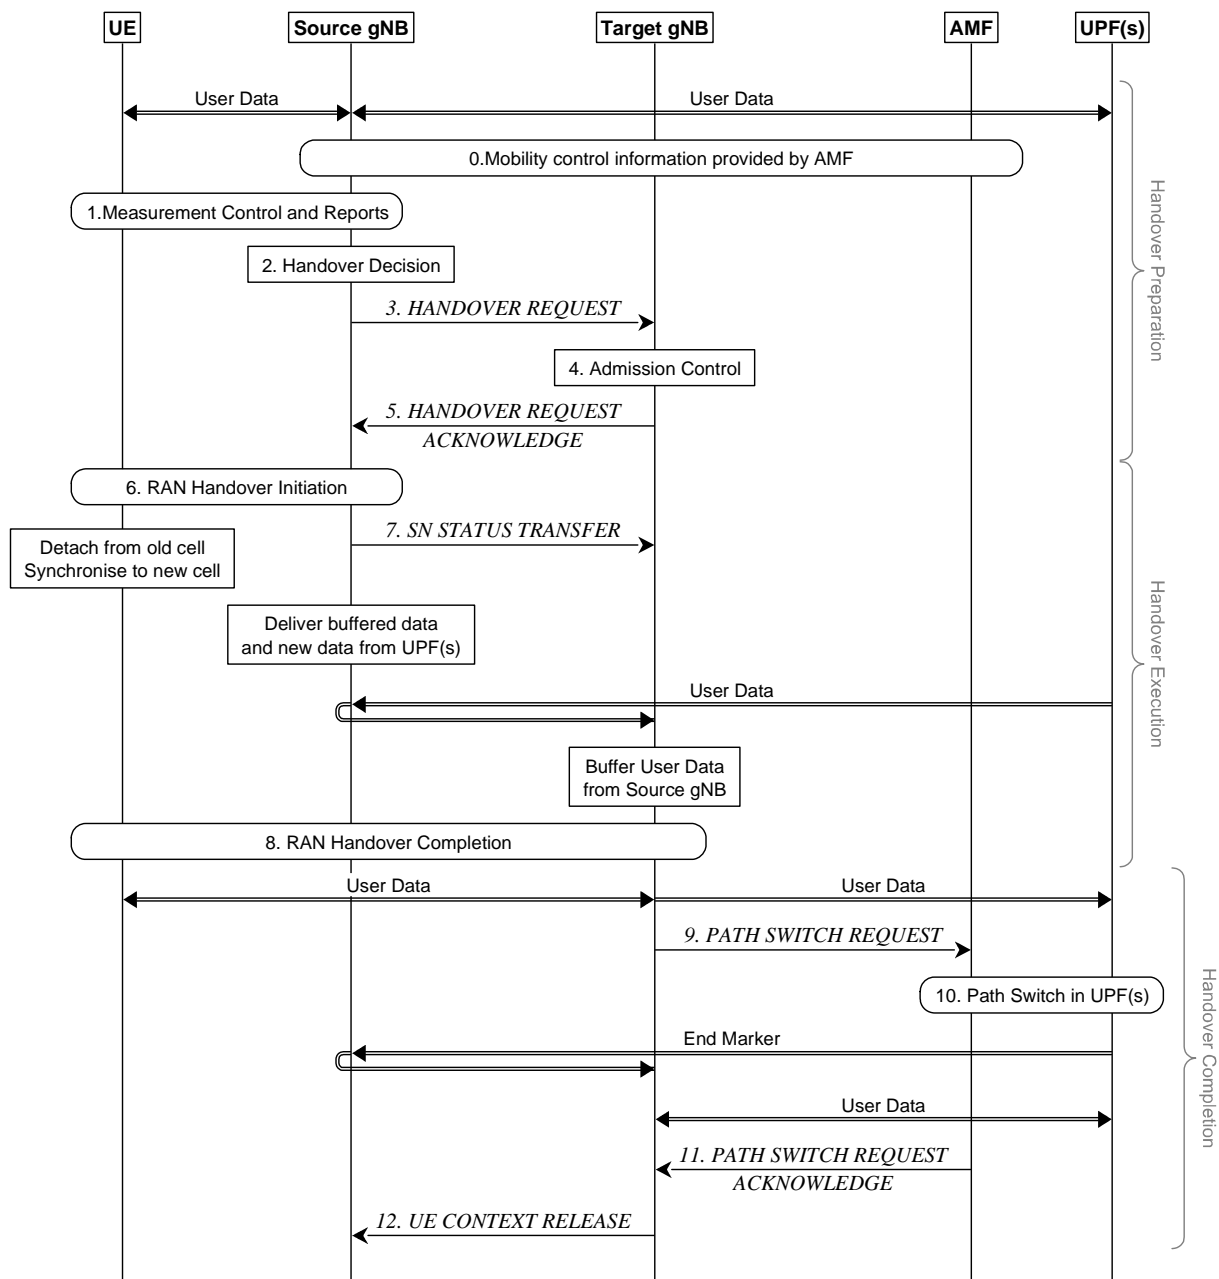 UE
Source gNB
Target gNB
AMF
UPF(s)
User Data
User Data
0.Mobility control information provided by AMF
1.Measurement Control and Reports
2. Handover Decision
3. HANDOVER REQUEST
4. Admission Control
5. HANDOVER REQUEST
ACKNOWLEDGE
Handover Preparation
6. RAN Handover Initiation
7. SN STATUS TRANSFER
Detach from old cell
Synchronise to new cell
Deliver buffered data
and new data from UPF(s)
User Data
Buffer User Data
from Source gNB
8. RAN Handover Completion
Handover Execution
User Data
User Data
9. PATH SWITCH REQUEST
10. Path Switch in UPF(s)
End Marker
User Data
11. PATH SWITCH REQUEST
ACKNOWLEDGE
12. UE CONTEXT RELEASE
Handover Completion